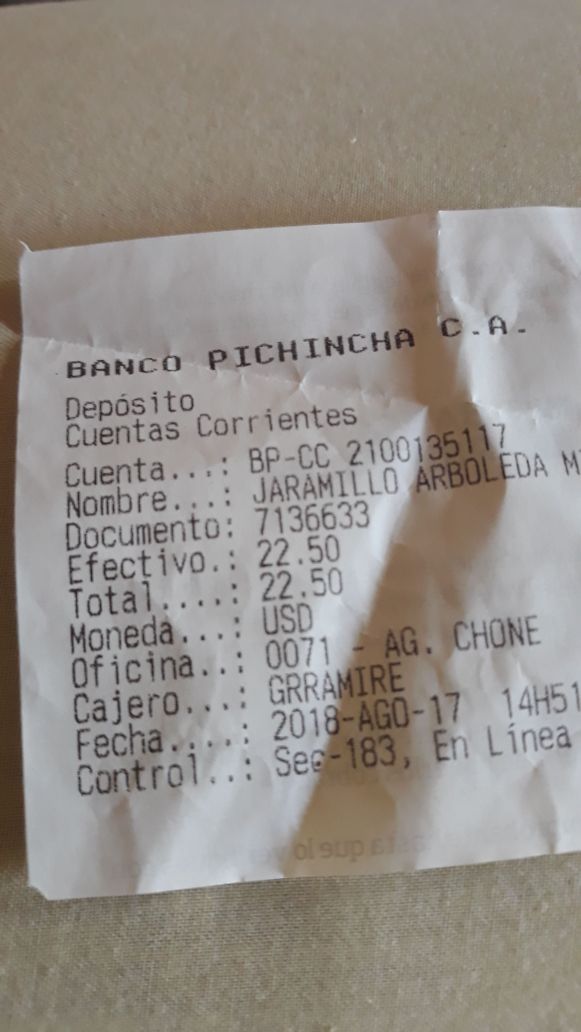 BANCO PICHINCHA C.A.
Depósito
Cuentas Corrientes
Cuenta...: BP-CC 2100135117
Nombre...: JARAMILLO ARBOLEDA
Documento: 7136633
Efectivo.: 22.50
Total....: 22.50
Moneda...: USD
Oficina..: 0071 - AG. CHONE
Cajero...: GRRAMIRE
Fecha....: 2018-AGO-17 14H51
Control..: Sec-183, En Línea